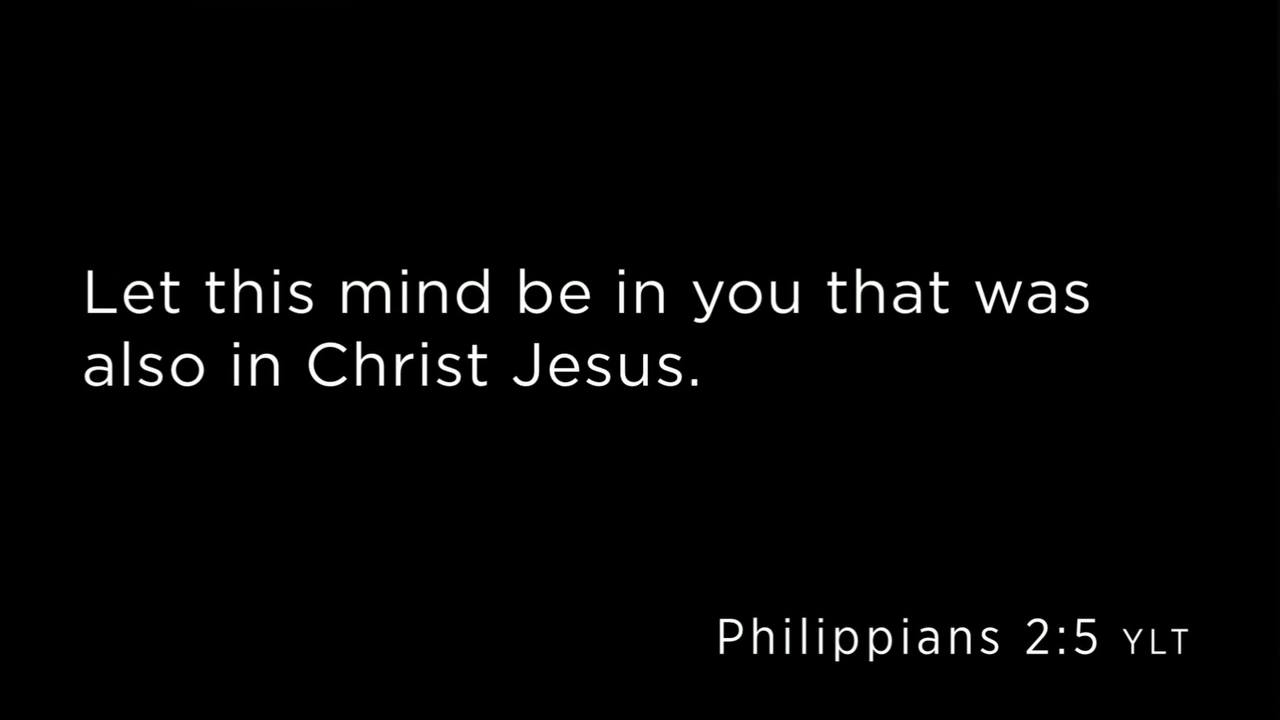 Let this mind be in you that was
also in Christ Jesus.
Philippians 2:5 YLT